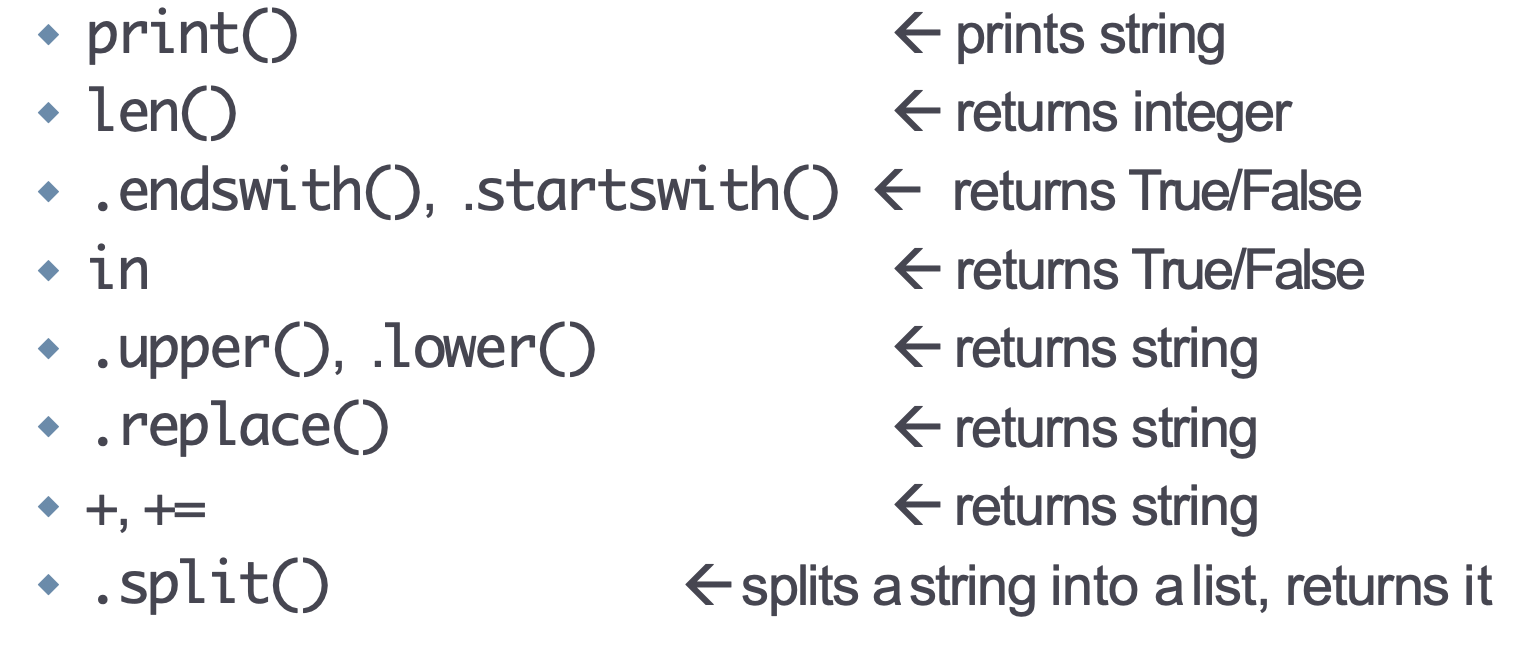 ◆ print() ← prints string
◆ len() ← returns integer
◆ .endswith(), .startswith() ← returns True/False
◆ in ← returns True/False
◆ .upper(), .lower() ← returns string
◆ .replace() ← returns string
◆ +, += ← returns string
◆ .split() ← splits a string into a list, returns it